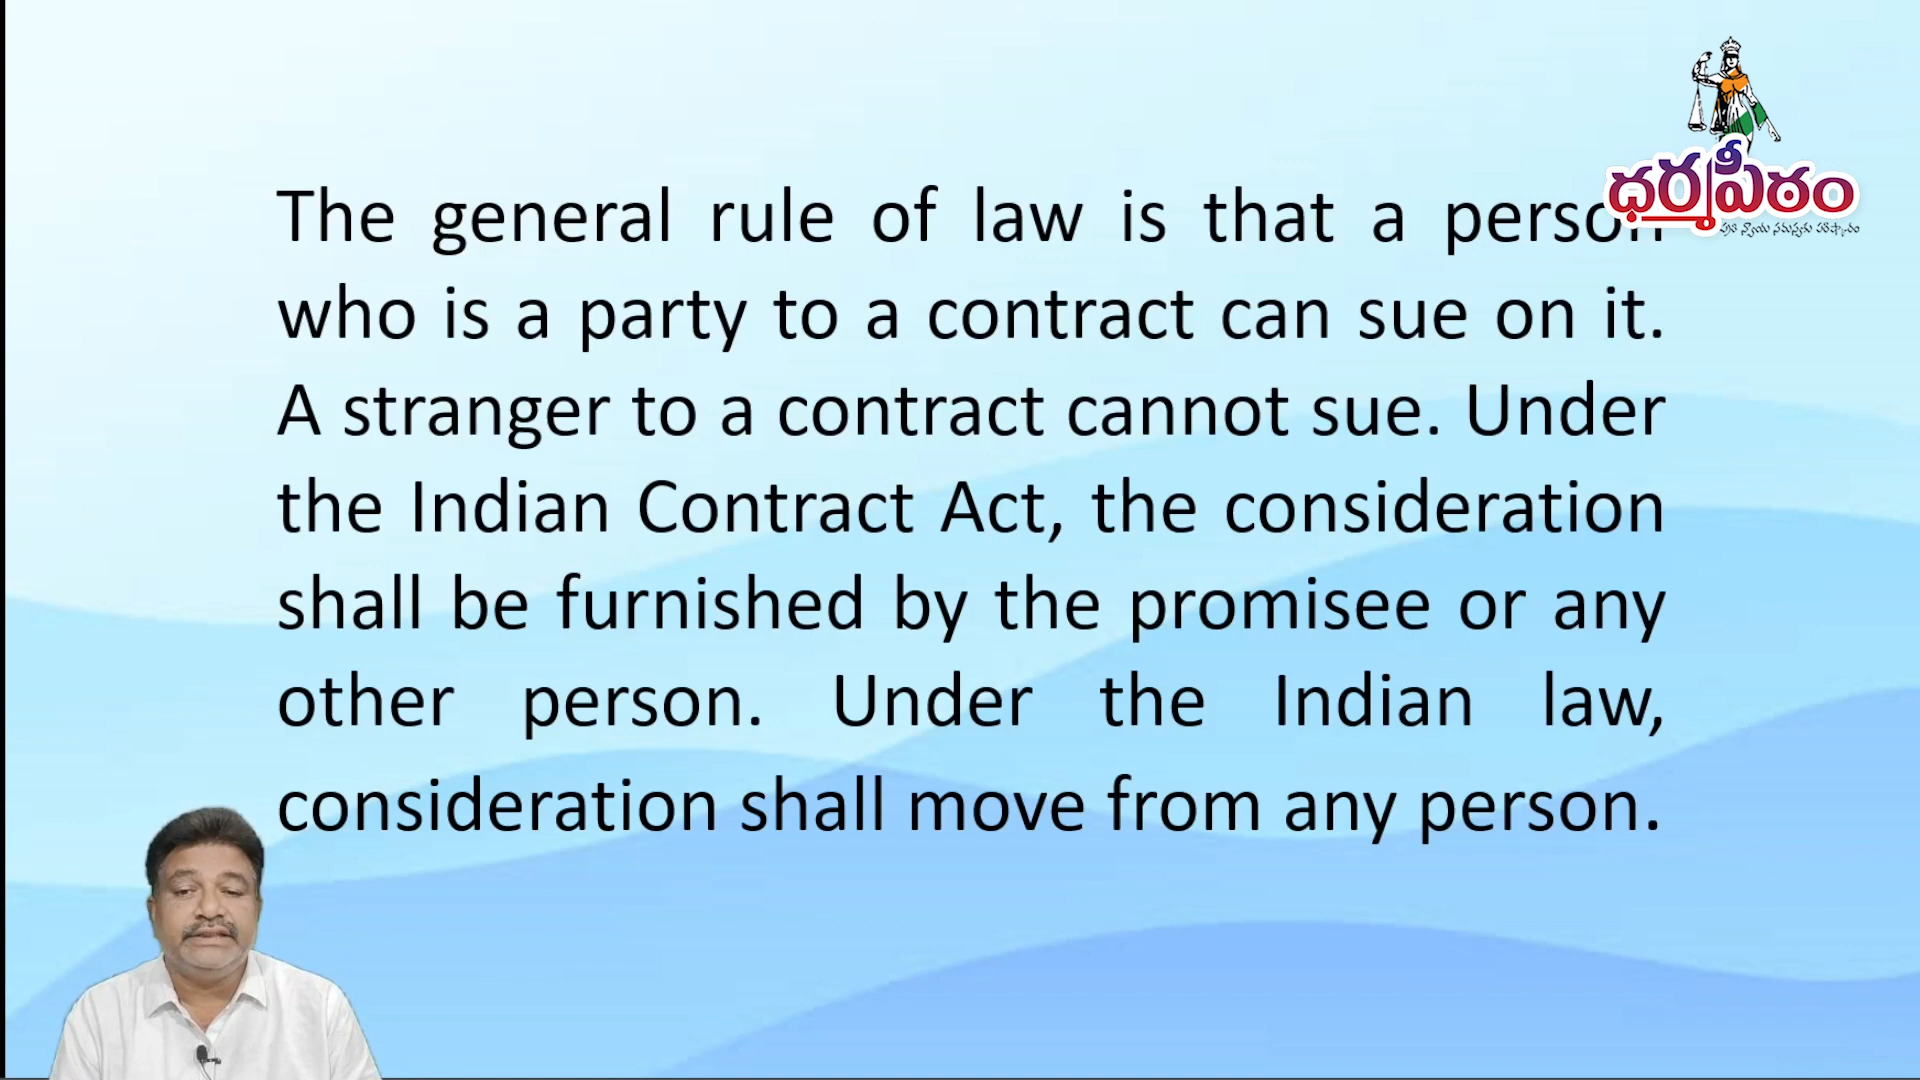 ధర్మపీఠం
The general rule of law is that a person
who is a party to a contract can sue on it.
A stranger to a contract cannot sue. Under
the Indian Contract Act, the consideration
shall be furnished by the promisee or any
other person. Under the Indian law,
consideration shall move from any person.